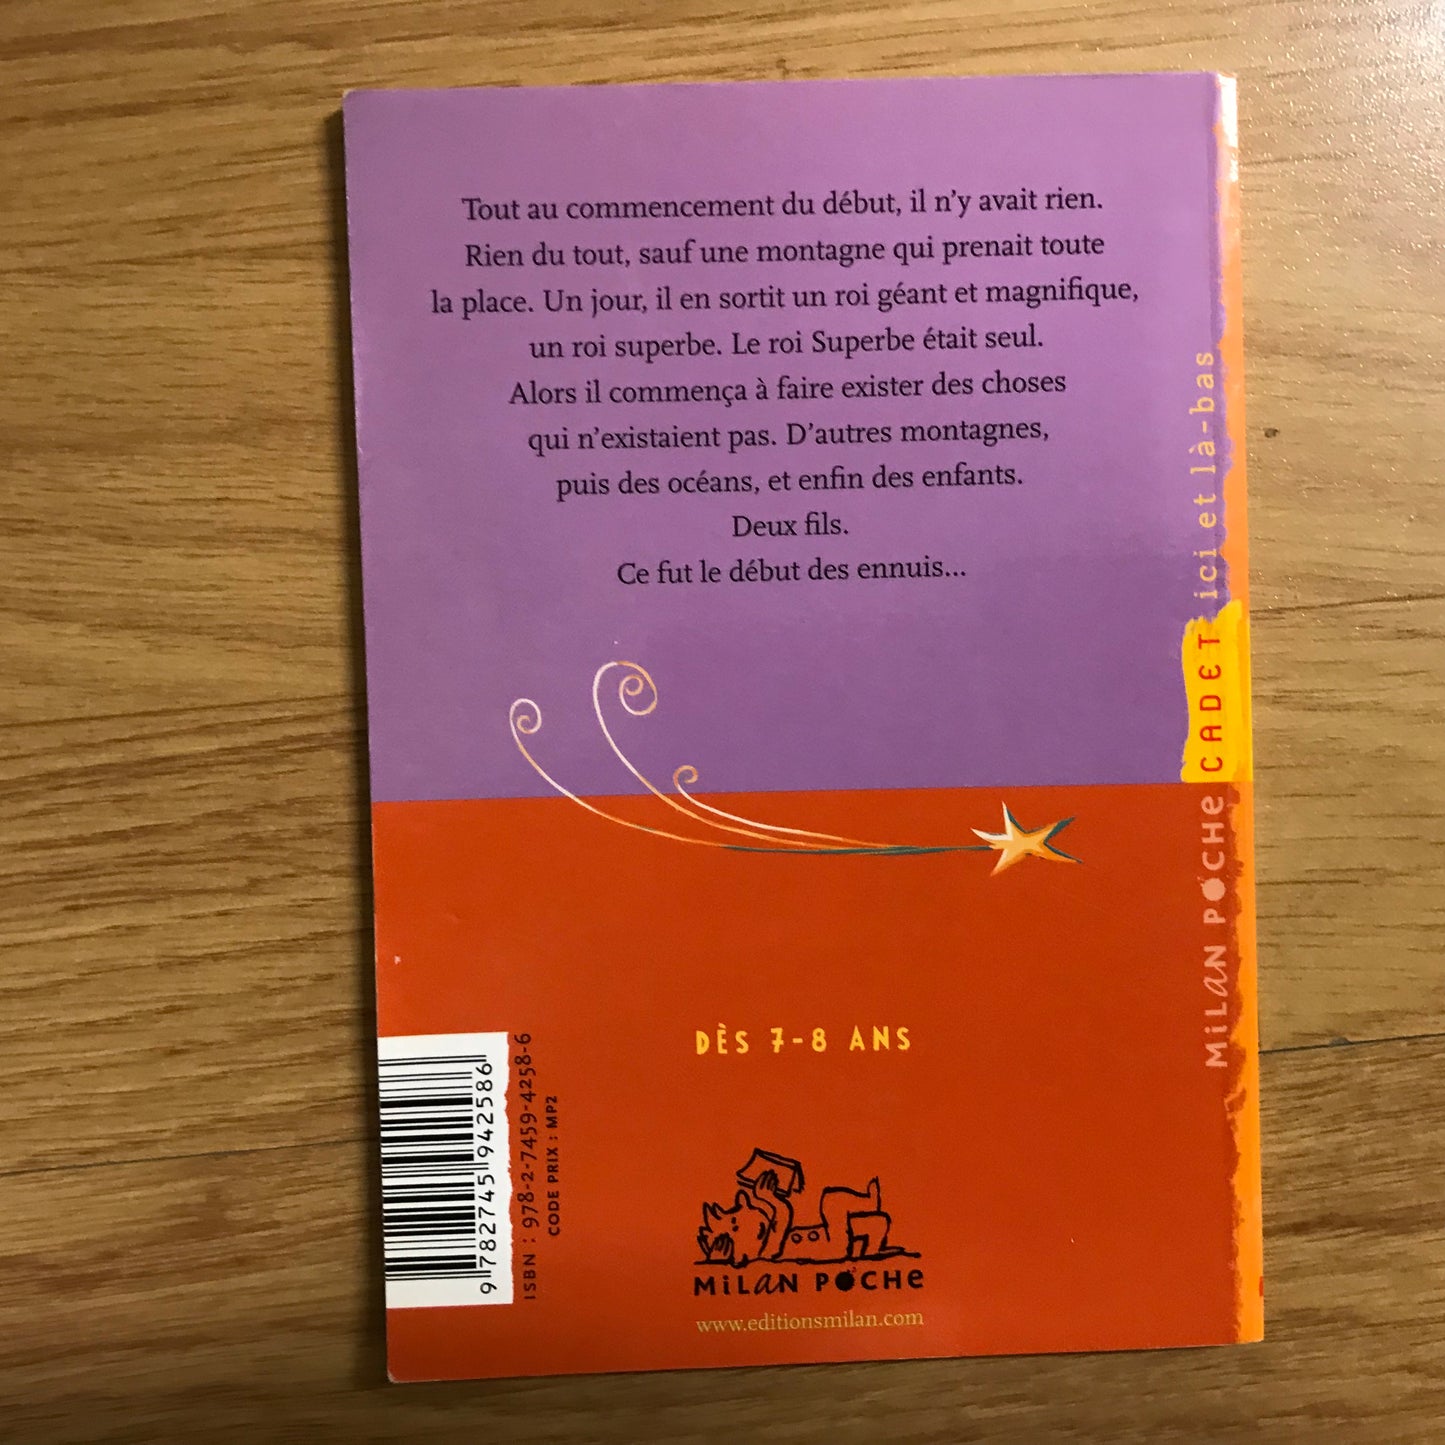 Tout au commencement du début, il n'y avait rien.
Rien du tout, sauf une montagne qui prenait toute
la place. Un jour, il en sortit un roi géant et magnifique,
un roi superbe. Le roi Superbe était seul.
Alors il commença à faire exister des choses
qui n'existaient pas. D'autres montagnes,
puis des océans, et enfin des enfants.
Deux fils.
Ce fut le début des ennuis...
MiLAN POCHe CADET ici et là-bas
DÈS 7-8 ANS
9 782745 942586
ISBN : 978-2-7459-4258-6
CODE PRIX : MP2
MiLAN POCHe
www.editionsmilan.com